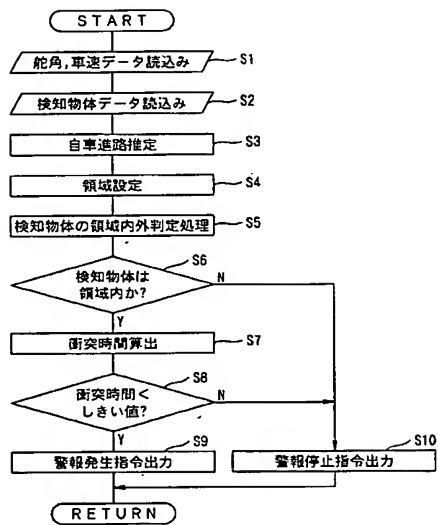 START
舵角,車速データ読込み
S1
検知物体データ読込み
S2
自車進路推定
S3
領域設定
S4
検知物体の領域内外判定処理
S5
検知物体は
領域内か?
S6
N
Y
衝突時間算出
S7
衝突時間<
しきい値?
S8
N
Y
警報発生指令出力
S9
警報停止指令出力
S10
RETURN